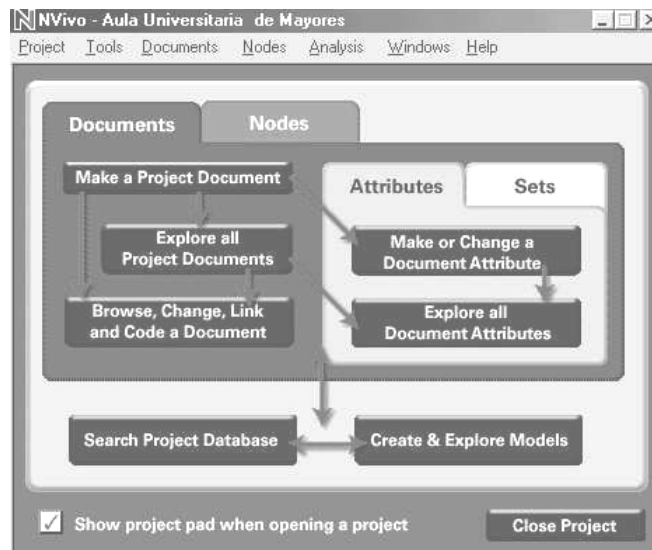 NVivo - Aula Universitaria de Mayores
Project Tools Documents Nodes Analysis Windows Help
Documents Nodes
Make a Project Document
Attributes Sets
Explore all
Project Documents
Make or Change a
Document Attribute
Browse, Change, Link
and Code a Document
Explore all
Document Attributes
Search Project Database
Create & Explore Models
Show project pad when opening a project
Close Project